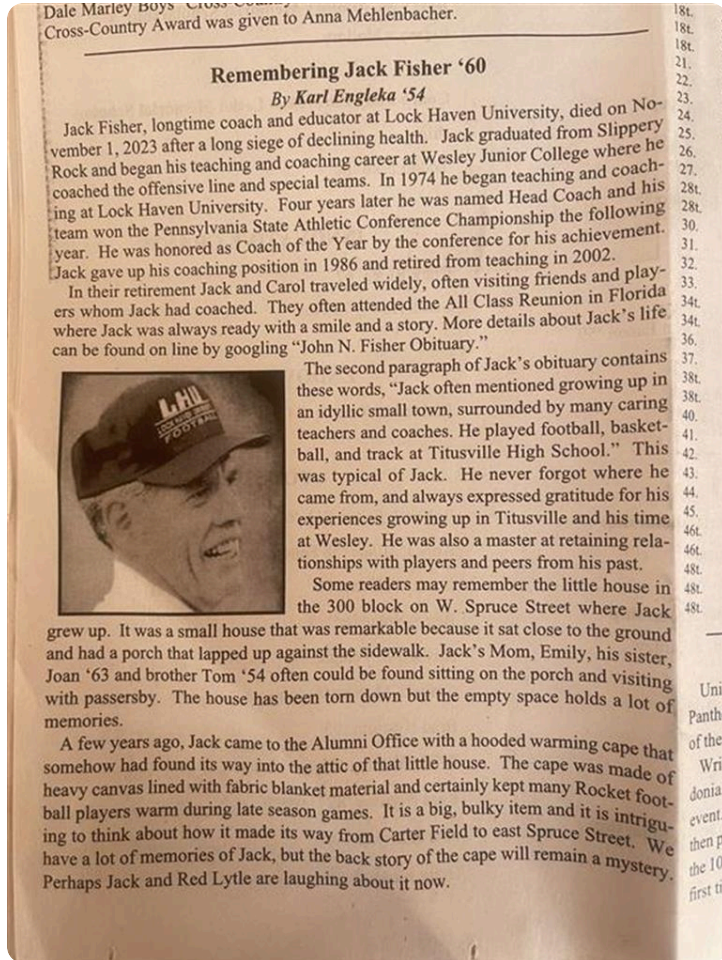 Dale Marley Boys Cross
Cross-Country Award was given to Anna Mehlenbacher.
Remembering Jack Fisher ‘60
By Karl Engleka ‘54
Jack Fisher, longtime coach and educator at Lock Haven University, died on No-
vember 1, 2023 after a long siege of declining health. Jack graduated from Slippery
Rock and began his teaching and coaching career at Wesley Junior College where he
coached the offensive line and special teams. In 1974 he began teaching and coach-
ing at Lock Haven University. Four years later he was named Head Coach and his
team won the Pennsylvania State Athletic Conference Championship the following
year. He was honored as Coach of the Year by the conference for his achievement.
Jack gave up his coaching position in 1986 and retired from teaching in 2002.
In their retirement Jack and Carol traveled widely, often visiting friends and play-
ers whom Jack had coached. They often attended the All Class Reunion in Florida
where Jack was always ready with a smile and a story. More details about Jack’s life
can be found on line by googling “John N. Fisher Obituary.”
LHU
LOCK HAVEN
FOOTBALL
The second paragraph of Jack’s obituary contains
these words, “Jack often mentioned growing up in
an idyllic small town, surrounded by many caring
teachers and coaches. He played football, basket-
ball, and track at Titusville High School.” This
was typical of Jack. He never forgot where he
came from, and always expressed gratitude for his
experiences growing up in Titusville and his time
at Wesley. He was also a master at retaining rela-
tionships with players and peers from his past.
Some readers may remember the little house in
the 300 block on W. Spruce Street where Jack
grew up. It was a small house that was remarkable because it sat close to the ground
and had a porch that lapped up against the sidewalk. Jack’s Mom, Emily, his sister,
Joan ‘63 and brother Tom ‘54 often could be found sitting on the porch and visiting
with passersby. The house has been torn down but the empty space holds a lot of
memories.
A few years ago, Jack came to the Alumni Office with a hooded warming cape that
somehow had found its way into the attic of that little house. The cape was made of
heavy canvas lined with fabric blanket material and certainly kept many Rocket foot-
ball players warm during late season games. It is a big, bulky item and it is intrigu-
ing to think about how it made its way from Carter Field to east Spruce Street. We
have a lot of memories of Jack, but the back story of the cape will remain a mystery.
Perhaps Jack and Red Lytle are laughing about it now.
18t.
18t.
18t.
21.
22.
23.
24.
25.
26.
27.
28t.
28t.
30.
31.
32.
33.
34t.
34t.
36.
37.
38t.
38t.
40.
41.
42.
43.
44.
45.
46t.
46t.
48t.
48t.
48t.
Uni
Panth
of the
Wri
donia
event.
then p
the 10
first ti